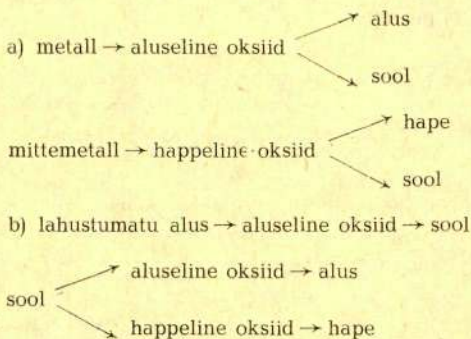 alus
a) metall → aluseline oksiid
sool
hape
mittemetall → happeline oksiid
sool
b) lahustumatu alus → aluseline oksiid → sool
aluseline oksiid → alus
sool
happeline oksiid → hape